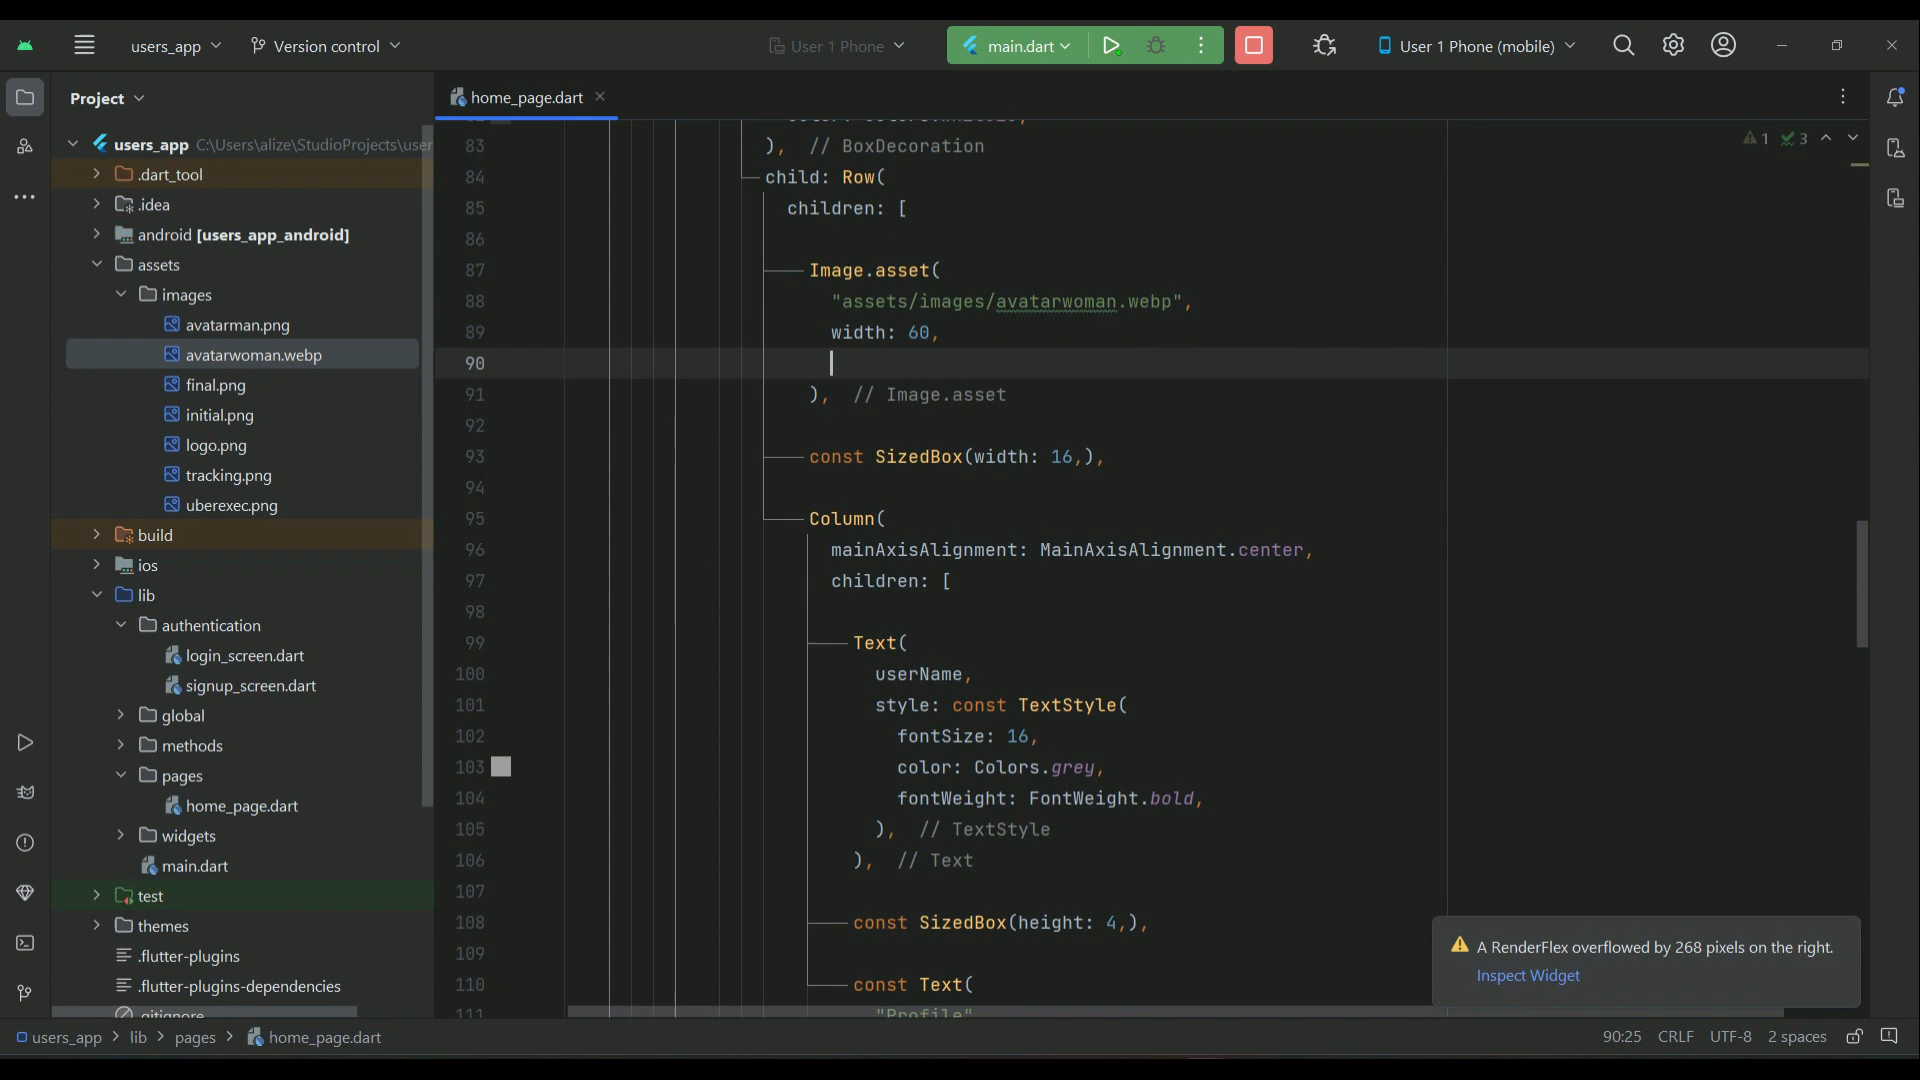 users_app
Version control
User 1 Phone
main.dart
User 1 Phone (mobile)
Project
home_page.dart
users_app C:\Users\alize\StudioProjects\user
.dart_tool
.idea
android [users_app_android]
assets
images
avatarman.png
avatarwoman.webp
final.png
initial.png
logo.png
tracking.png
uberexec.png
build
ios
lib
authentication
login_screen.dart
signup_screen.dart
global
methods
pages
home_page.dart
widgets
main.dart
test
themes
.flutter-plugins
.flutter-plugins-dependencies
.gitignore
1 3
83 ), // BoxDecoration
84 child: Row(
85 children: [
86
87 Image.asset(
88 "assets/images/avatarwoman.webp",
89 width: 60,
90
91 ), // Image.asset
92
93 const SizedBox(width: 16,),
94
95 Column(
96 mainAxisAlignment: MainAxisAlignment.center,
97 children: [
98
99 Text(
100 userName,
101 style: const TextStyle(
102 fontSize: 16,
103 color: Colors.grey,
104 fontWeight: FontWeight.bold,
105 ), // TextStyle
106 ), // Text
107
108 const SizedBox(height: 4,),
109
110 const Text(
111 "Profile"
A RenderFlex overflowed by 268 pixels on the right.
Inspect Widget
users_app > lib > pages > home_page.dart
90:25 CRLF UTF-8 2 spaces